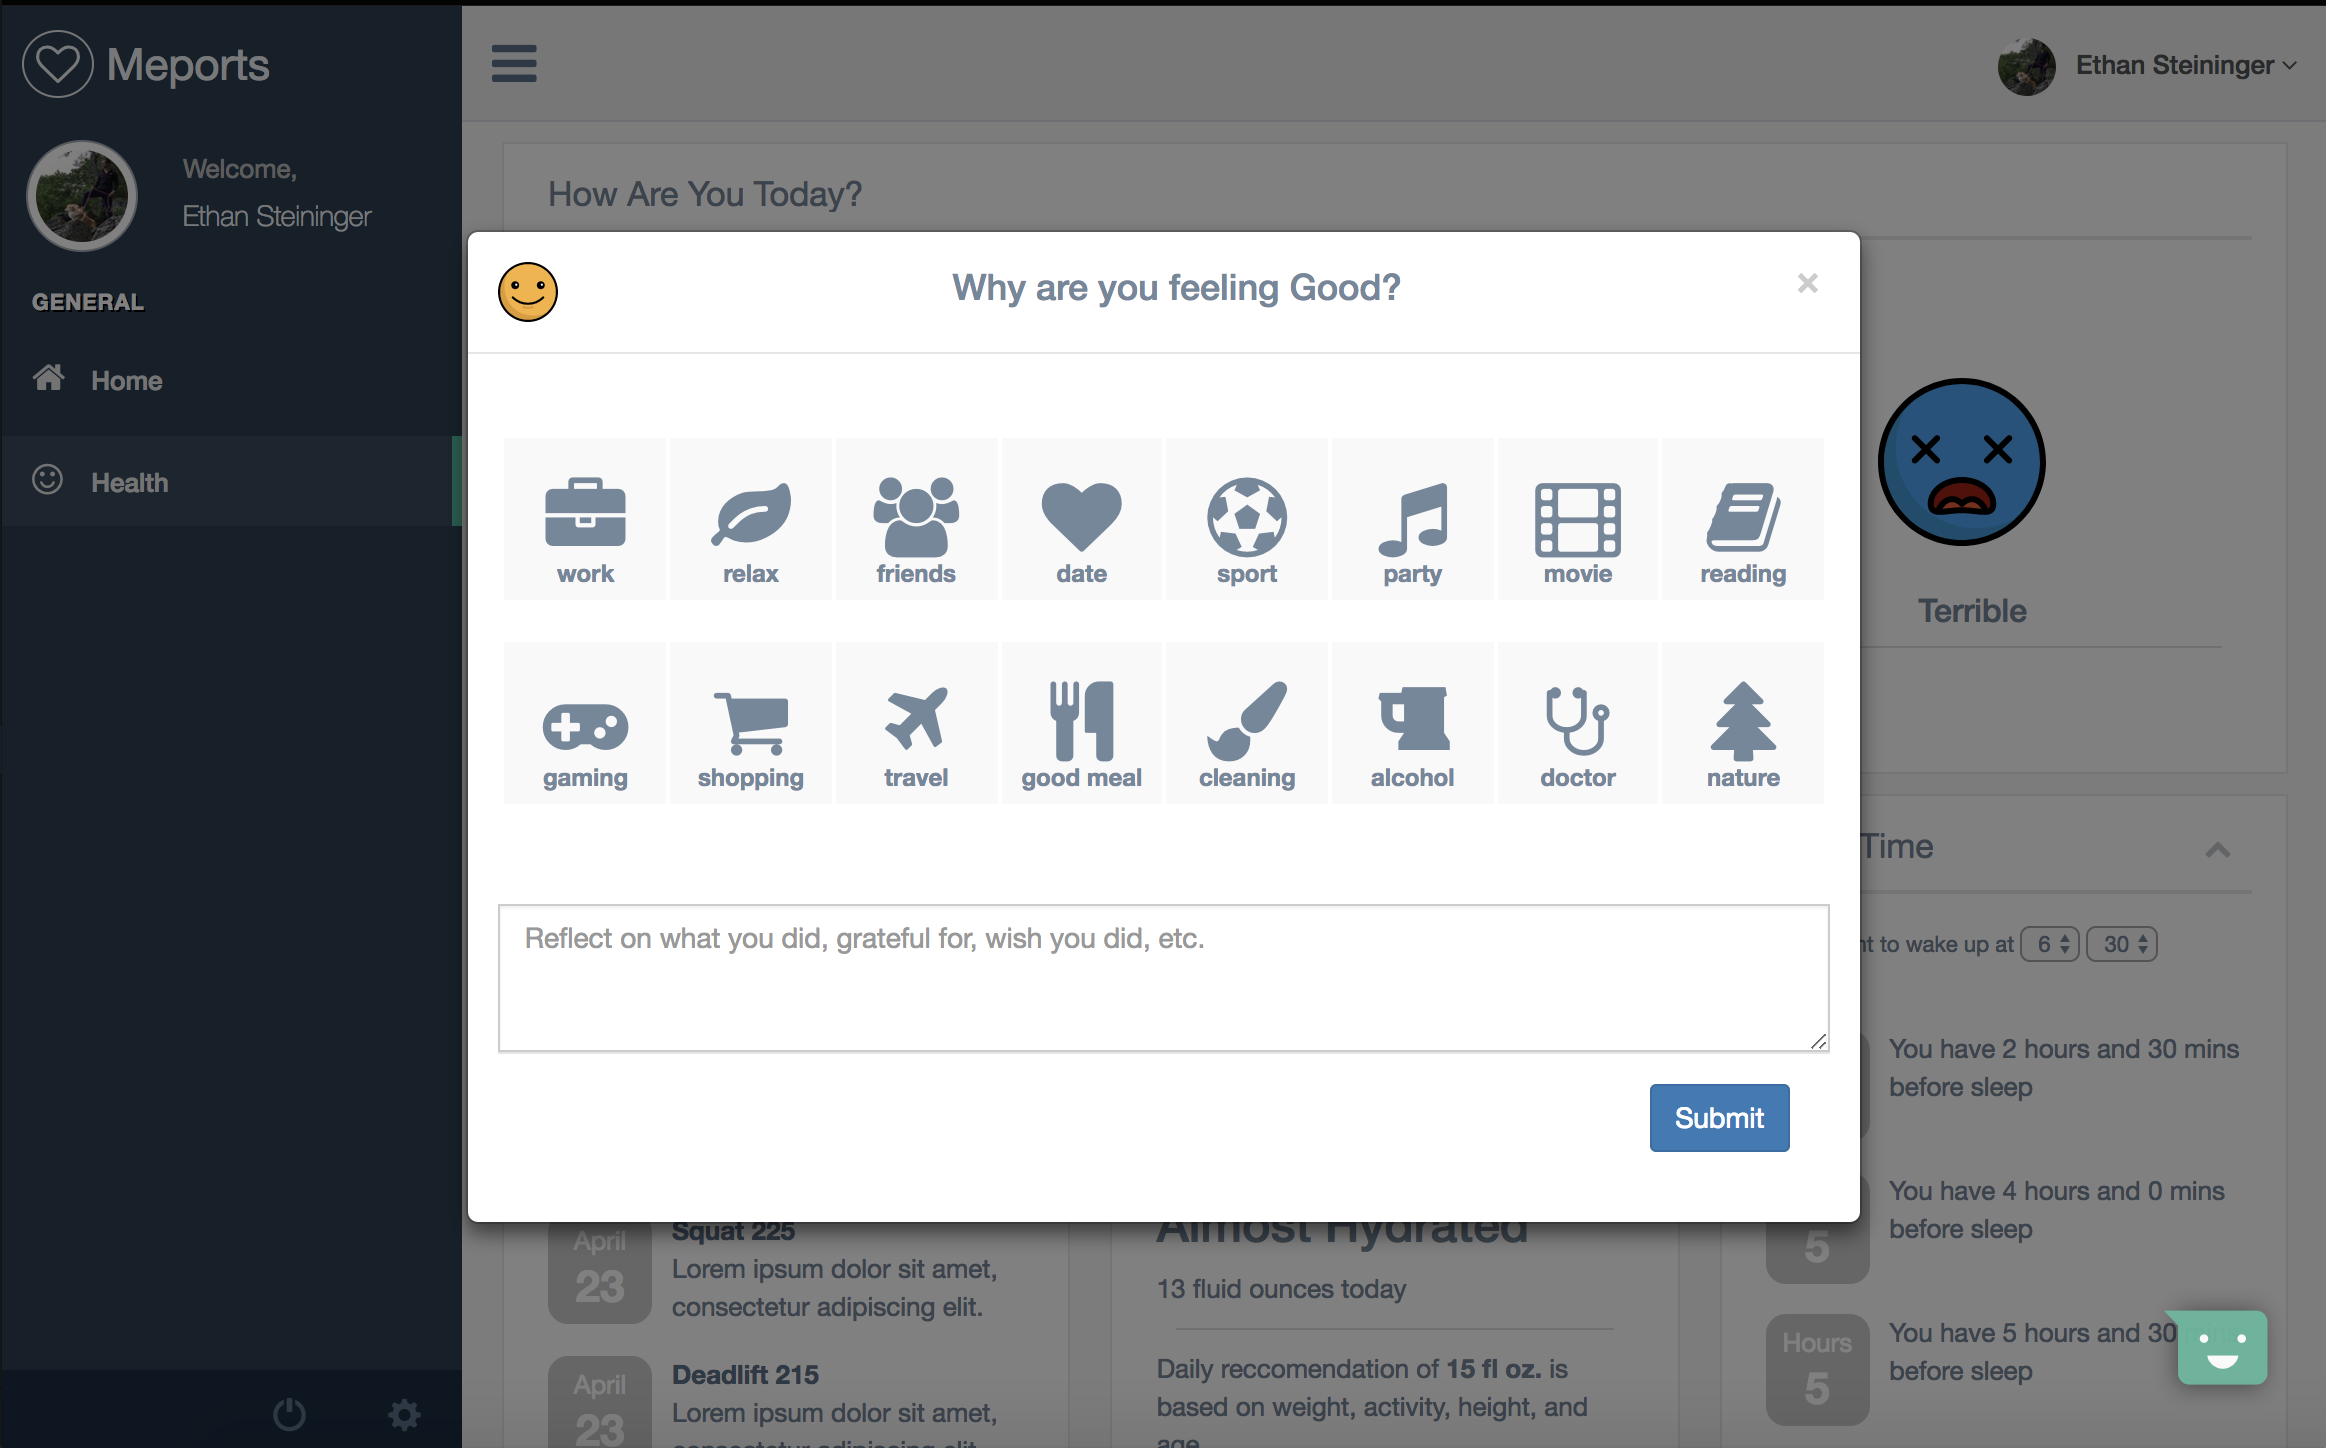 Meports
Ethan Steininger
Welcome,
Ethan Steininger
GENERAL
Home
Health
How Are You Today?
Why are you feeling Good?
×
work relax friends date sport party movie reading
gaming shopping travel good meal cleaning alcohol doctor nature
Reflect on what you did, grateful for, wish you did, etc.
Submit
Terrible
Time
to wake up at 6 30
You have 2 hours and 30 mins
before sleep
You have 4 hours and 0 mins
before sleep
5
Hours
5
You have 5 hours and 30
before sleep
April
23
Squat 225
Lorem ipsum dolor sit amet,
consectetur adipiscing elit.
April
23
Deadlift 215
Lorem ipsum dolor sit amet,
Almost Hydrated
13 fluid ounces today
Daily reccomendation of 15 fl oz. is
based on weight, activity, height, and